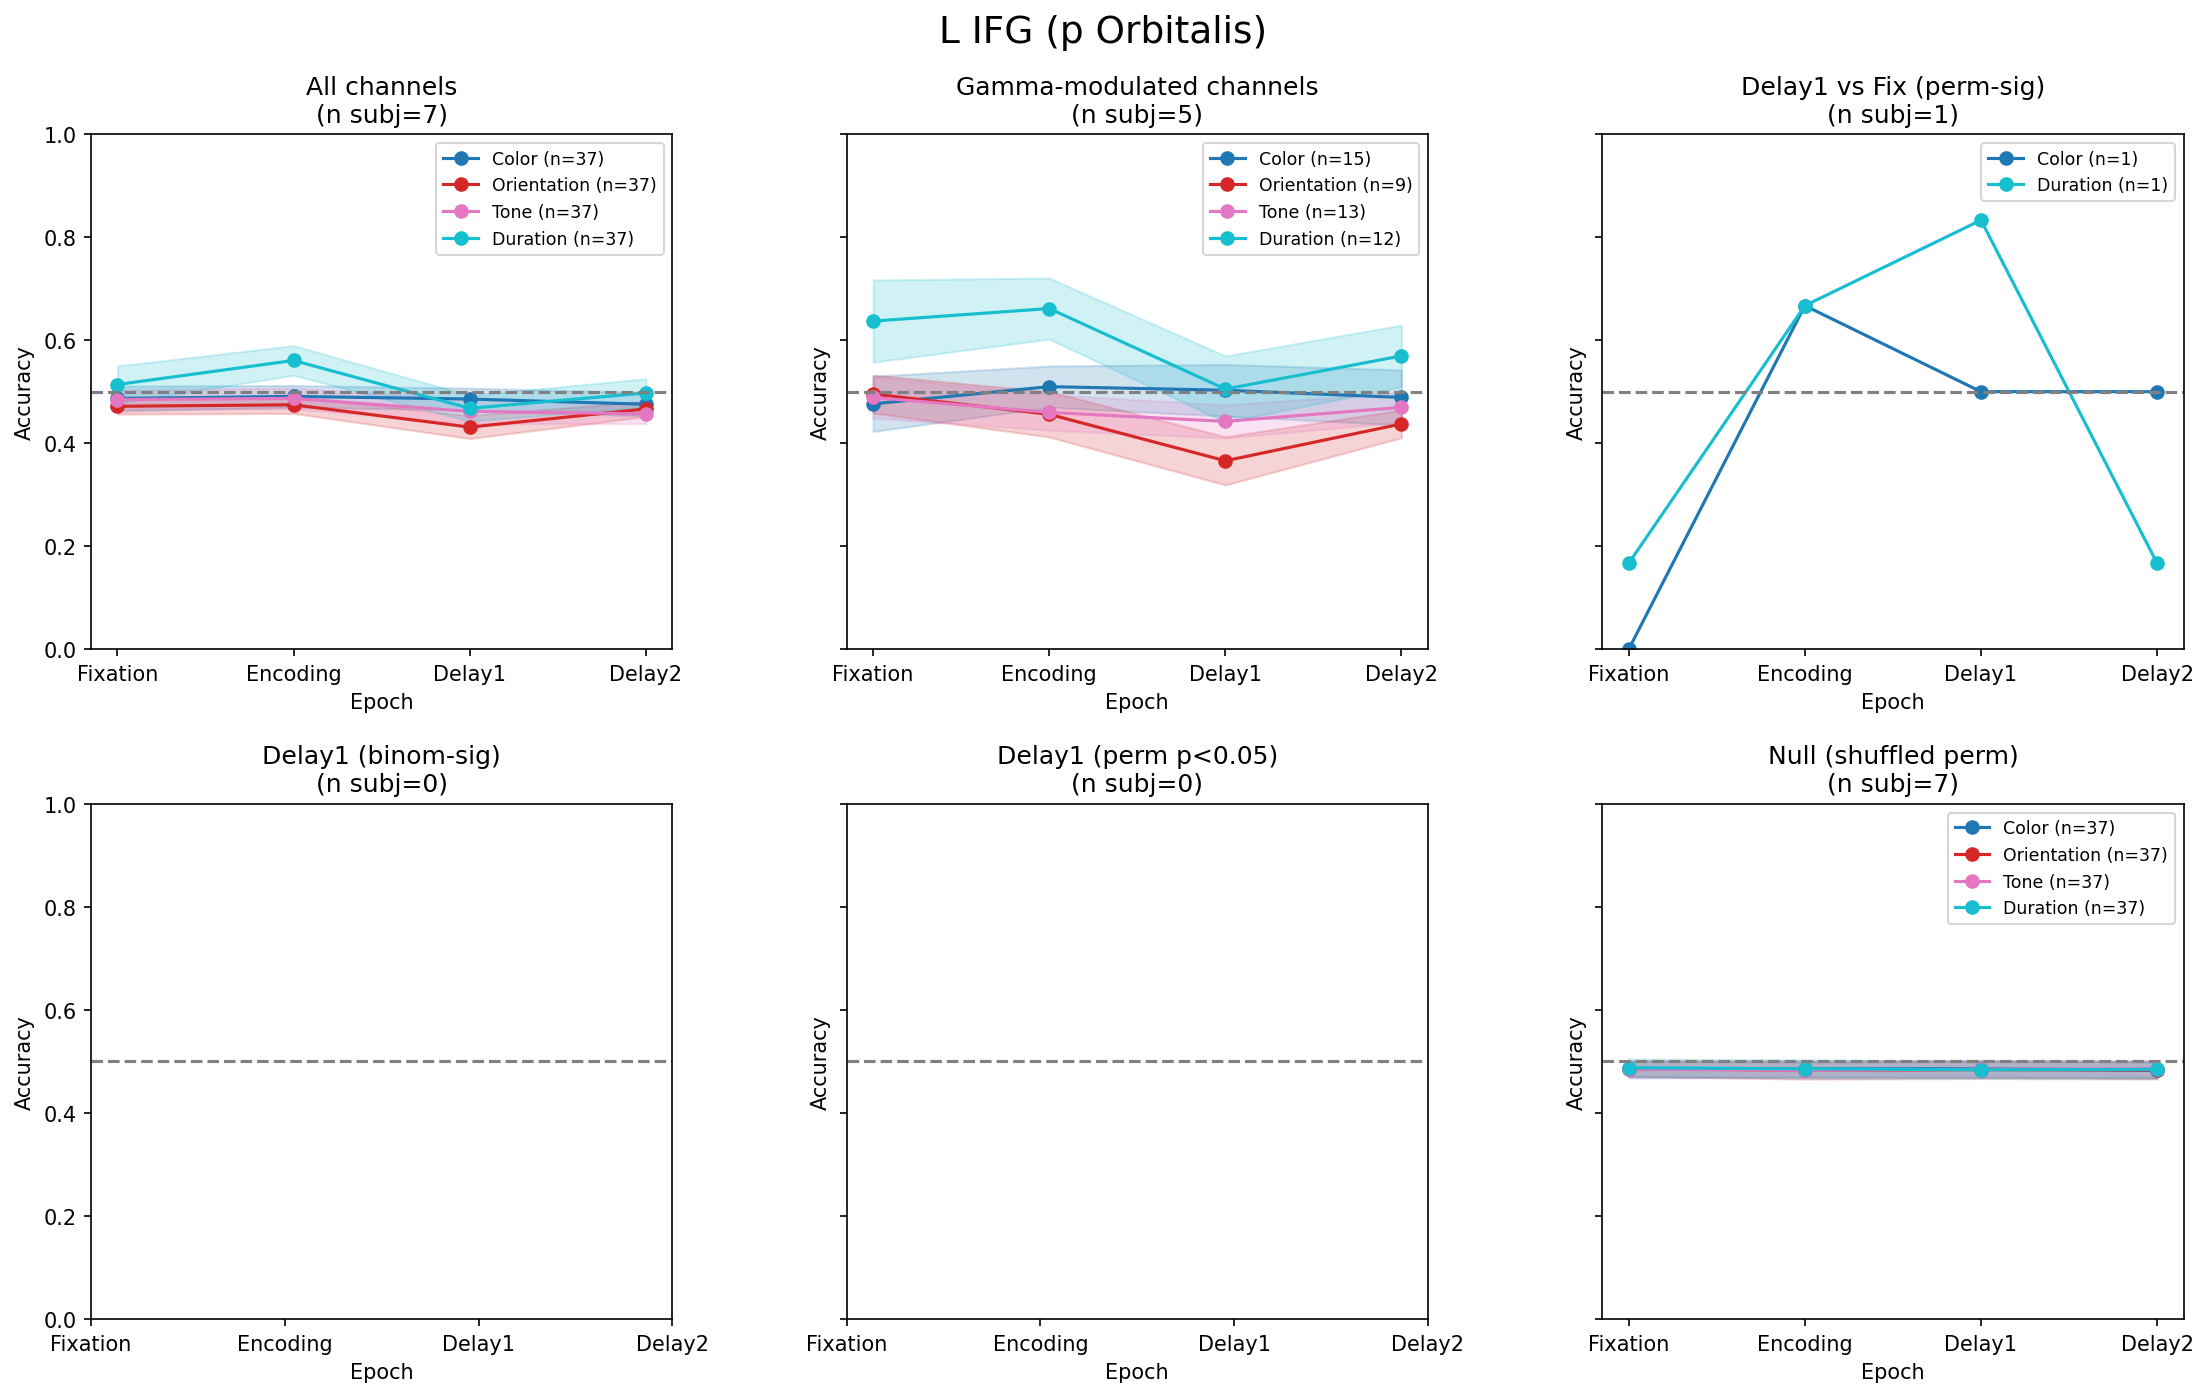 L IFG (p Orbitalis)
All channels
(n subj=7)
Accuracy
1.0
0.8
0.6
0.4
0.2
0.0
Color (n=37)
Orientation (n=37)
Tone (n=37)
Duration (n=37)
Fixation
Encoding
Delay1
Delay2
Epoch
Gamma-modulated channels
(n subj=5)
Accuracy
Color (n=15)
Orientation (n=9)
Tone (n=13)
Duration (n=12)
Fixation
Encoding
Delay1
Delay2
Epoch
Delay1 vs Fix (perm-sig)
(n subj=1)
Accuracy
Color (n=1)
Duration (n=1)
Fixation
Encoding
Delay1
Delay2
Epoch
Delay1 (binom-sig)
(n subj=0)
Accuracy
1.0
0.8
0.6
0.4
0.2
0.0
Fixation
Encoding
Delay1
Delay2
Epoch
Delay1 (perm p<0.05)
(n subj=0)
Accuracy
Fixation
Encoding
Delay1
Delay2
Epoch
Null (shuffled perm)
(n subj=7)
Accuracy
Color (n=37)
Orientation (n=37)
Tone (n=37)
Duration (n=37)
Fixation
Encoding
Delay1
Delay2
Epoch